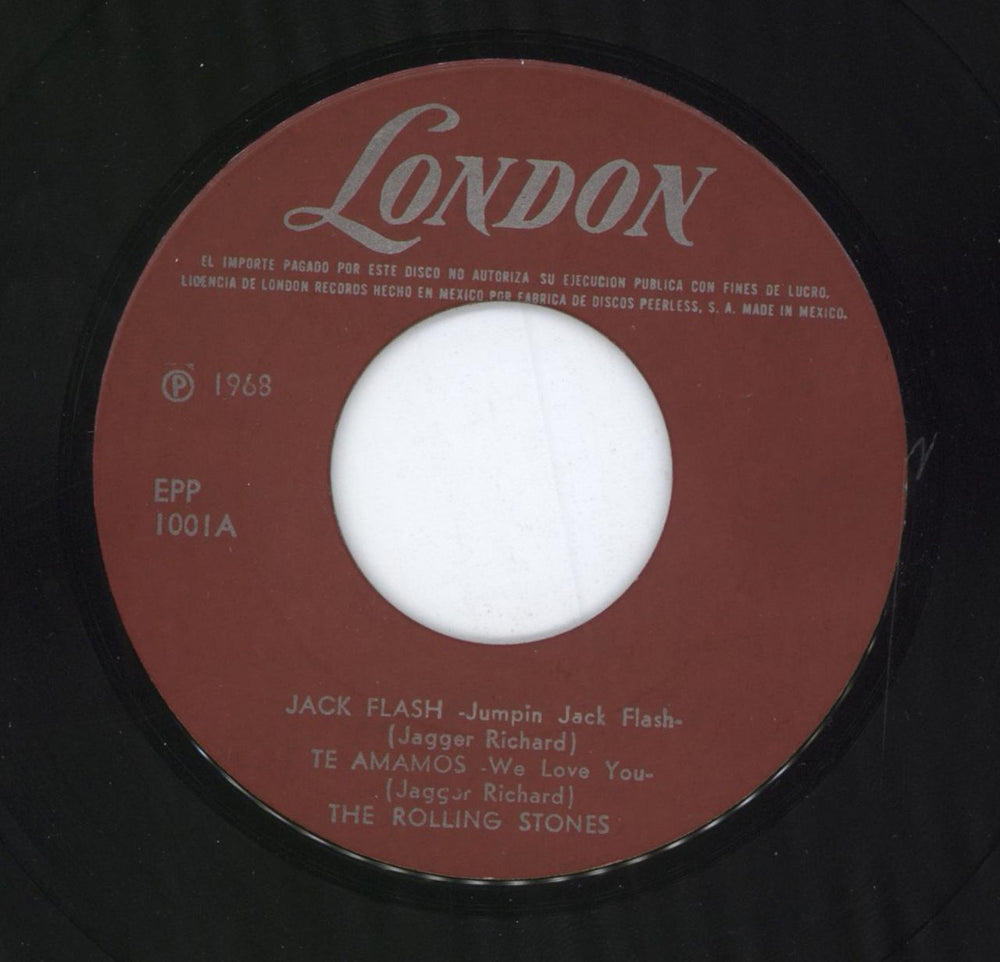 LONDON
EL IMPORTE PAGADO POR ESTE DISCO NO AUTORIZA SU EJECUCION PUBLICA CON FINES DE LUCRO.
LICENCIA DE LONDON RECORDS HECHO EN MEXICO POR FABRICA DE DISCOS PEERLESS, S. A. MADE IN MEXICO.
℗ 1968
EPP
1001A
JACK FLASH -Jumpin Jack Flash-
(Jagger Richard)
TE AMAMOS -We Love You-
(Jagger Richard)
THE ROLLING STONES